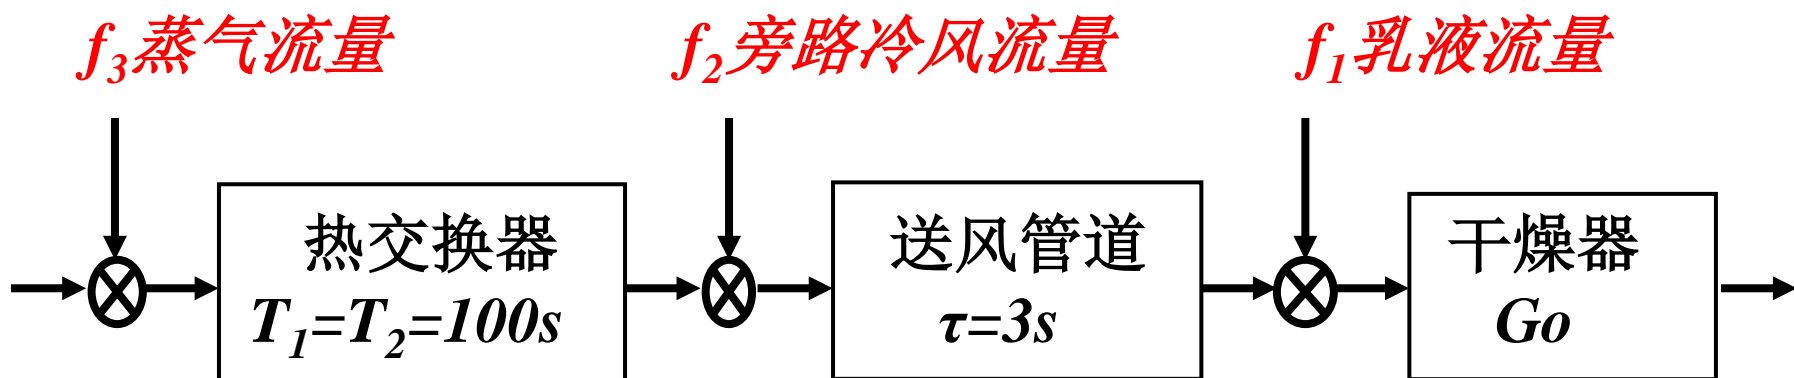 f3蒸气流量
f2旁路冷风流量
f1乳液流量
热交换器
T1=T2=100s
送风管道
τ=3s
干燥器
Go